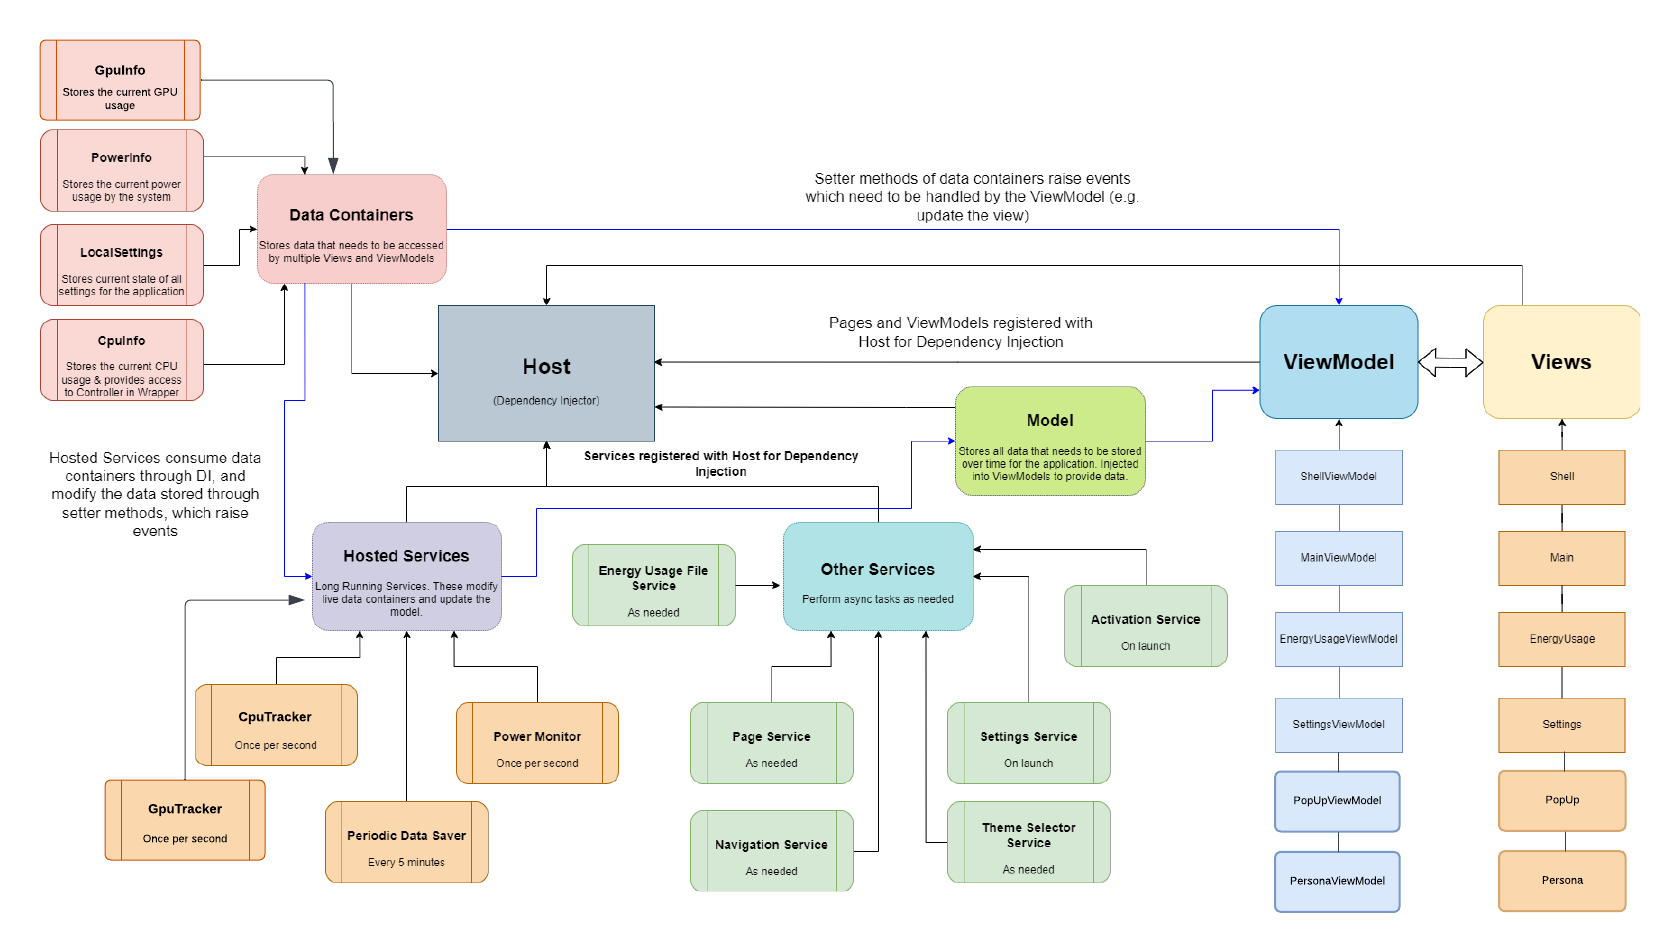 GpuInfo
Stores the current GPU
usage
PowerInfo
Stores the current power
usage by the system
LocalSettings
Stores current state of all
settings for the application
CpuInfo
Stores the current CPU
usage & provides access
to Controller in Wrapper
Data Containers
Stores data that needs to be accessed
by multiple Views and ViewModels
Setter methods of data containers raise events
which need to be handled by the ViewModel (e.g.
update the view)
Host
(Dependency Injector)
Pages and ViewModels registered with
Host for Dependency Injection
ViewModel
Views
Model
Stores all data that needs to be stored
over time for the application. Injected
into ViewModels to provide data.
Services registered with Host for Dependency
Injection
Hosted Services consume data
containers through DI, and
modify the data stored through
setter methods, which raise
events
Hosted Services
Long Running Services. These modify
live data containers and update the
model.
Energy Usage File
Service
As needed
Other Services
Perform async tasks as needed
Activation Service
On launch
CpuTracker
Once per second
Power Monitor
Once per second
Page Service
As needed
Settings Service
On launch
GpuTracker
Once per second
Periodic Data Saver
Every 5 minutes
Navigation Service
As needed
Theme Selector
Service
As needed
ShellViewModel
MainViewModel
EnergyUsageViewModel
SettingsViewModel
PopUpViewModel
PersonaViewModel
Shell
Main
EnergyUsage
Settings
PopUp
Persona